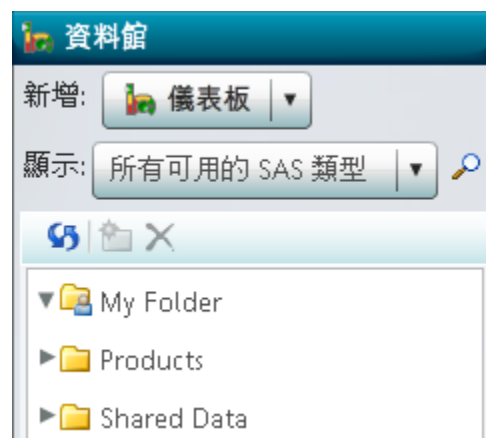 資料館
新增: 儀表板
顯示: 所有可用的 SAS 類型
My Folder
Products
Shared Data